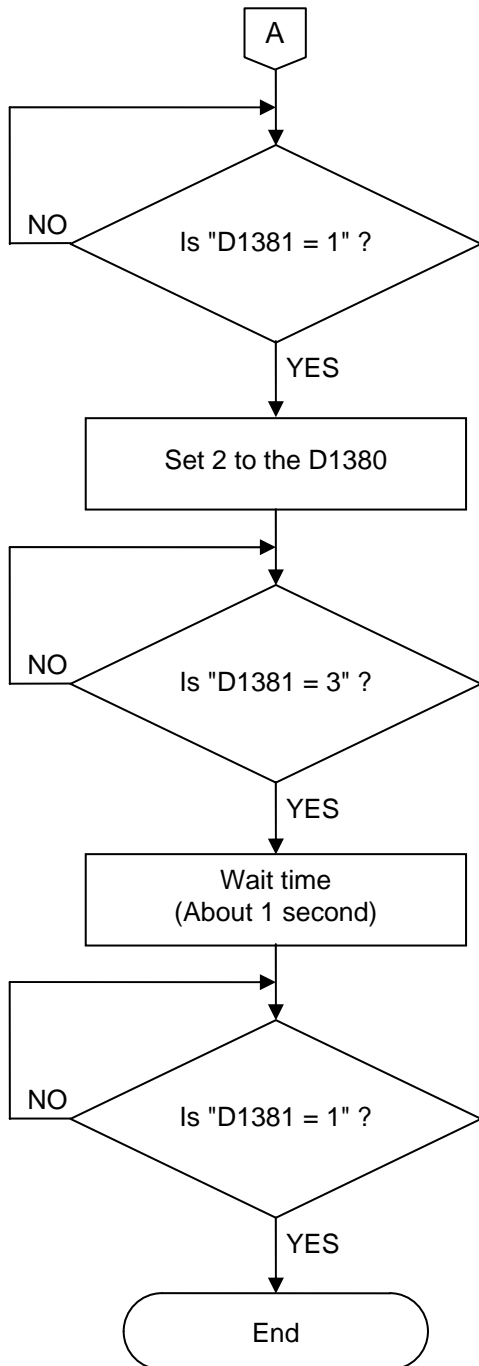 A
Is "D1381 = 1" ?
NO
YES
Set 2 to the D1380
NO
Is "D1381 = 3" ?
YES
Wait time
(About 1 second)
NO
Is "D1381 = 1" ?
YES
End